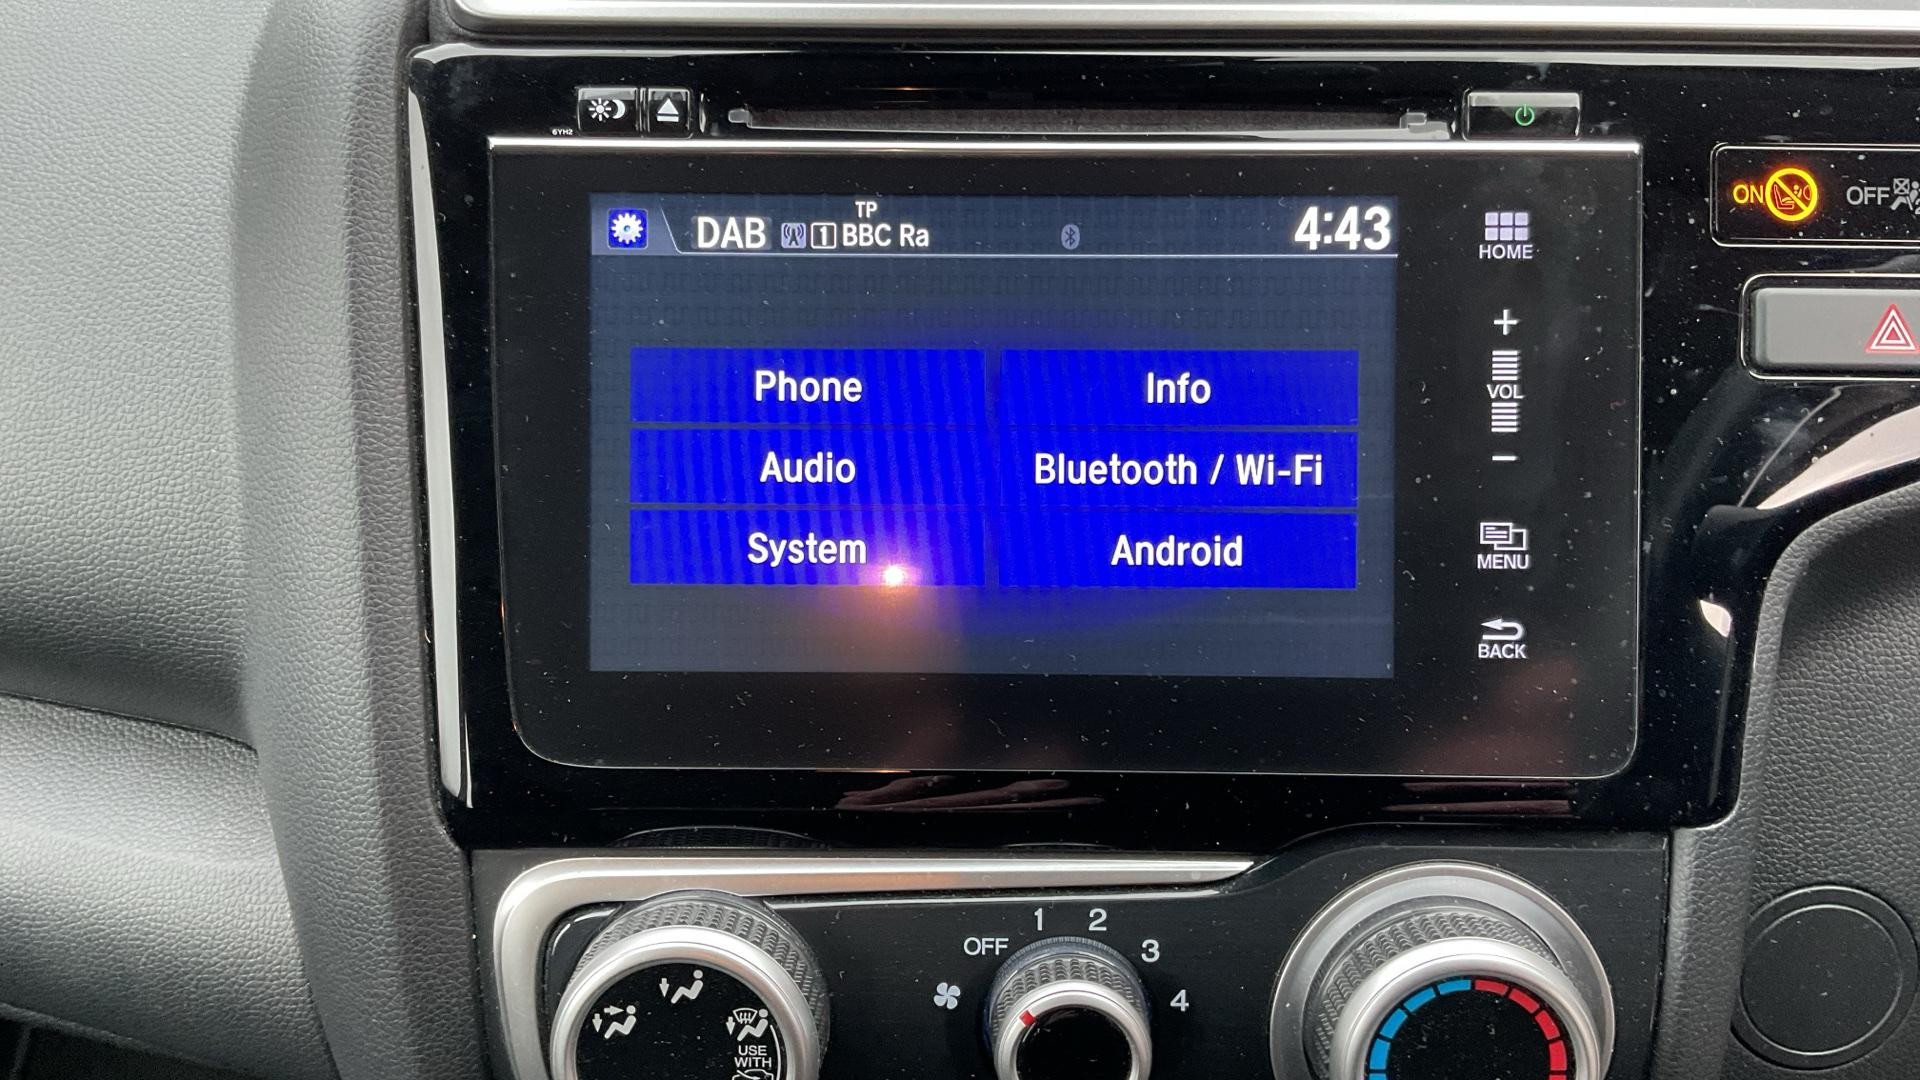 6YH2
TP
DAB 1 BBC Ra
4:43
HOME
ON
OFF
Phone
Info
+
VOL
Audio
Bluetooth / Wi-Fi
-
System
Android
MENU
BACK
OFF 1 2 3 4
USE
WITH